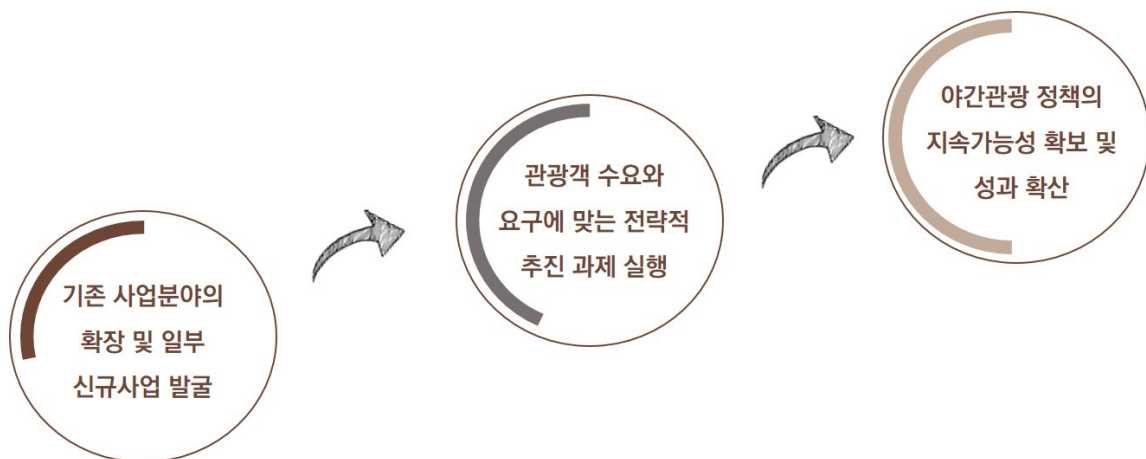 기존 사업분야의
확장 및 일부
신규사업 발굴
관광객 수요와
요구에 맞는 전략적
추진 과제 실행
야간관광 정책의
지속가능성 확보 및
성과 확산